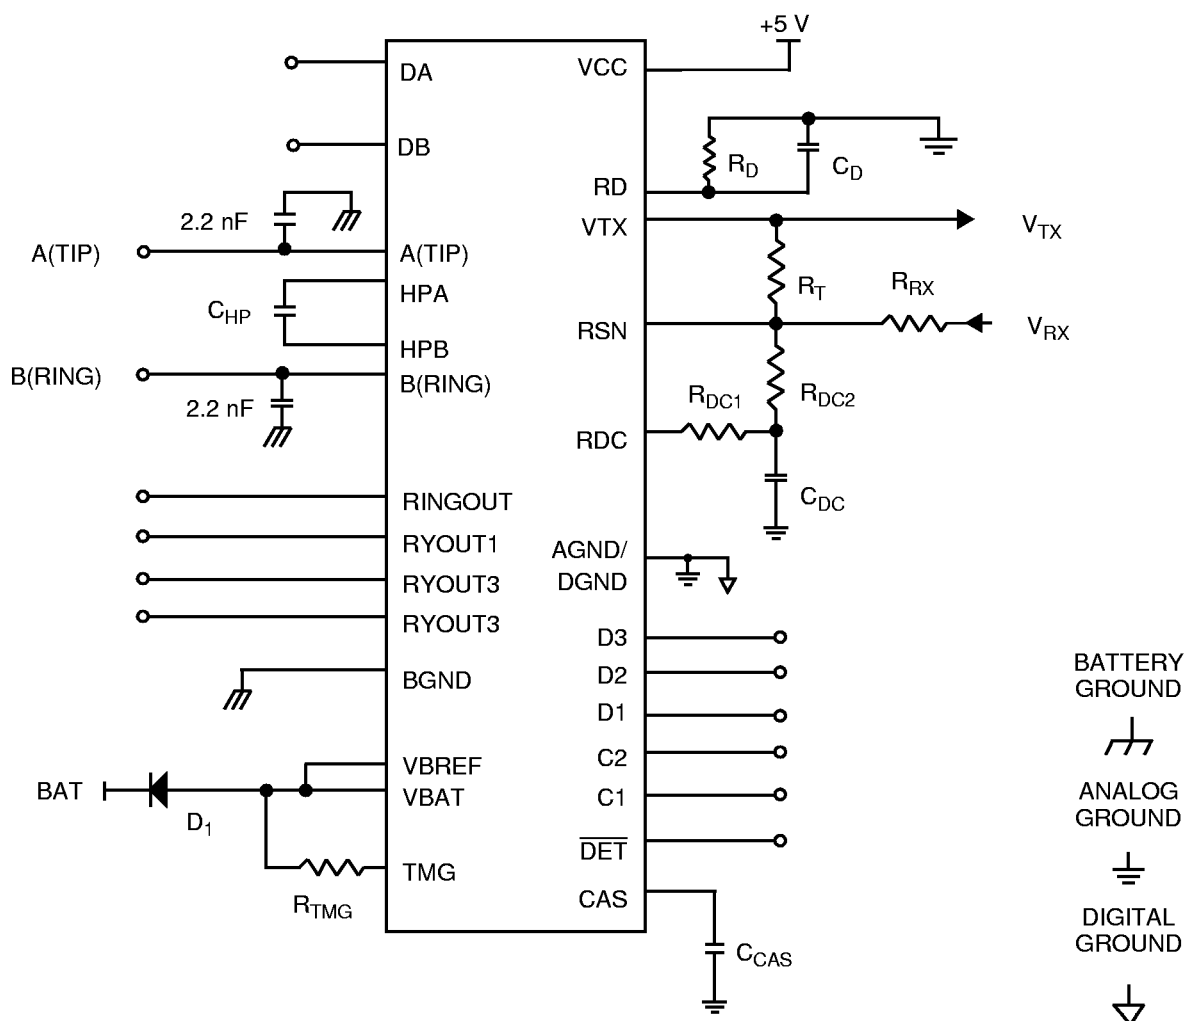 +5 V
DA
VCC
DB
R_D
C_D
RD
2.2 nF
VTX
V_TX
A(TIP)
A(TIP)
R_T
R_RX
C_HP
HPA
RSN
V_RX
HPB
B(RING)
B(RING)
2.2 nF
R_DC1
R_DC2
RDC
C_DC
RINGOUT
RYOUT1
AGND/
DGND
RYOUT3
RYOUT3
D3
BGND
D2
D1
C2
VBREF
BAT
VBAT
C1
D_1
DET
TMG
CAS
R_TMG
C_CAS
BATTERY
GROUND
ANALOG
GROUND
DIGITAL
GROUND